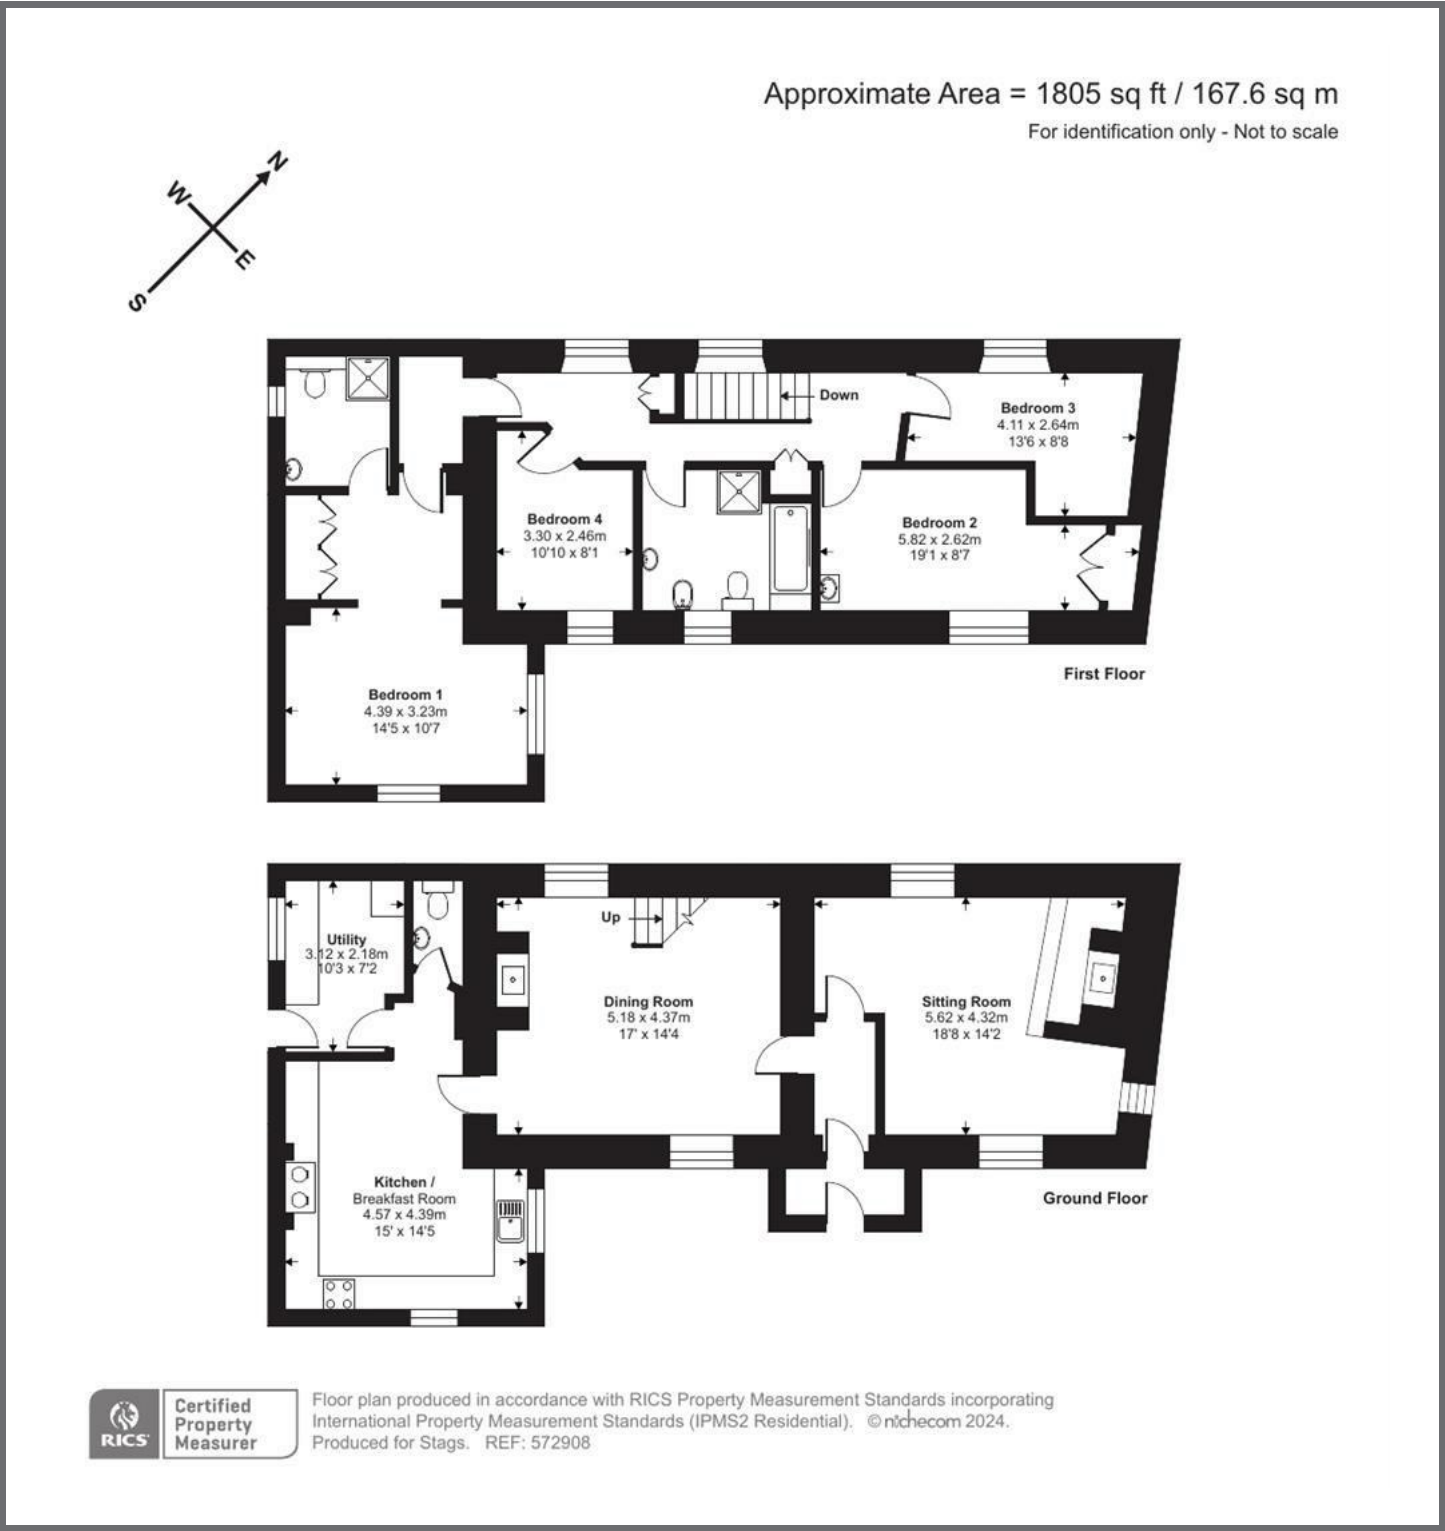 Approximate Area = 1805 sq ft / 167.6 sq m
For identification only - Not to scale
N
W
E
S
Down
Bedroom 3
4.11 x 2.64m
13'6 x 8'8
Bedroom 4
3.30 x 2.46m
10'10 x 8'1
Bedroom 2
5.82 x 2.62m
19'1 x 8'7
First Floor
Bedroom 1
4.39 x 3.23m
14'5 x 10'7
Up
Utility
3.12 x 2.18m
10'3 x 7'2
Dining Room
5.18 x 4.37m
17' x 14'4
Sitting Room
5.62 x 4.32m
18'8 x 14'2
Kitchen /
Breakfast Room
4.57 x 4.39m
15' x 14'5
Ground Floor
RICS
Certified
Property
Measurer
Floor plan produced in accordance with RICS Property Measurement Standards incorporating
International Property Measurement Standards (IPMS2 Residential). © nichecom 2024.
Produced for Stags. REF: 572908